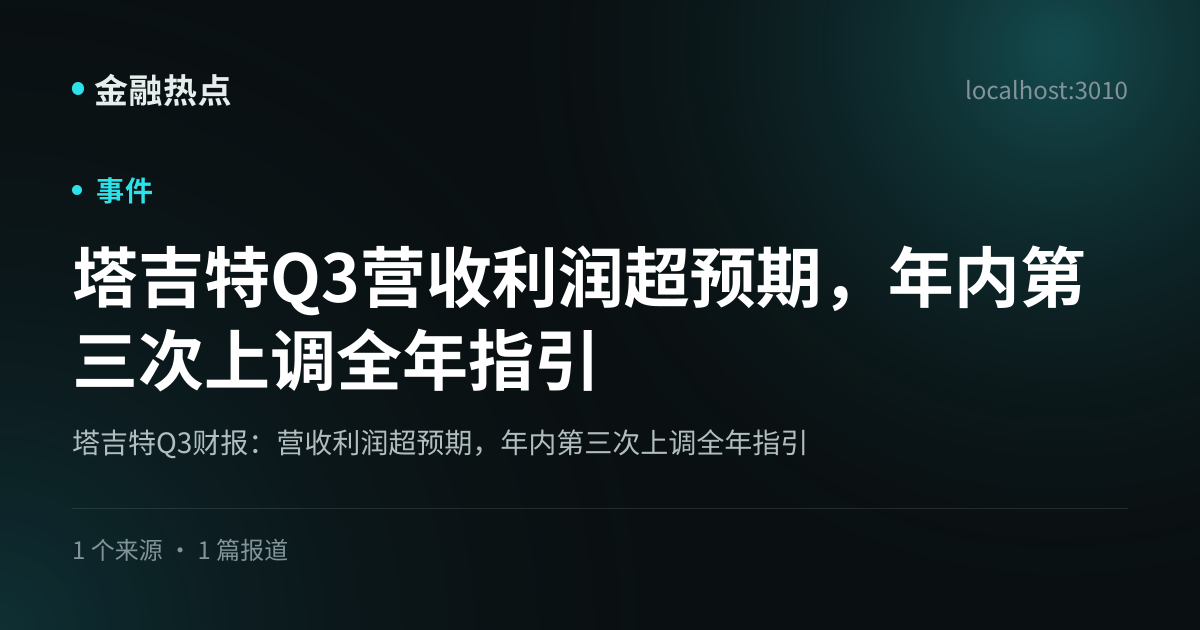 金融热点
localhost:3010
事件
塔吉特Q3营收利润超预期，年内第
三次上调全年指引
塔吉特Q3财报：营收利润超预期，年内第三次上调全年指引
1 个来源 · 1 篇报道